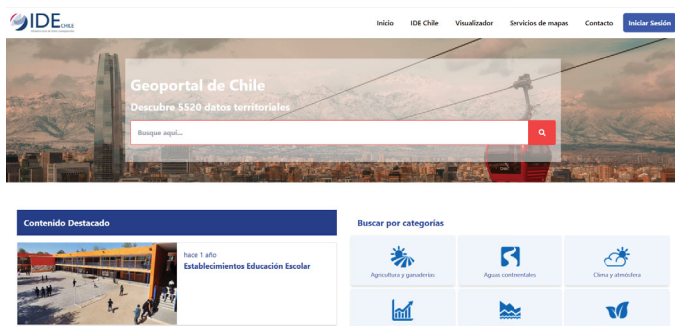 IDE CHILE
Inicio
IDE Chile
Visualizador
Servicios de mapas
Contacto
Iniciar Sesión
Geoportal de Chile
Descubre 5520 datos territoriales
Busque aquí...
Contenido Destacado
hace 1 año
Establecimientos Educación Escolar
Buscar por categorías
Agricultura y ganaderías
Aguas continentales
Clima y atmósfera